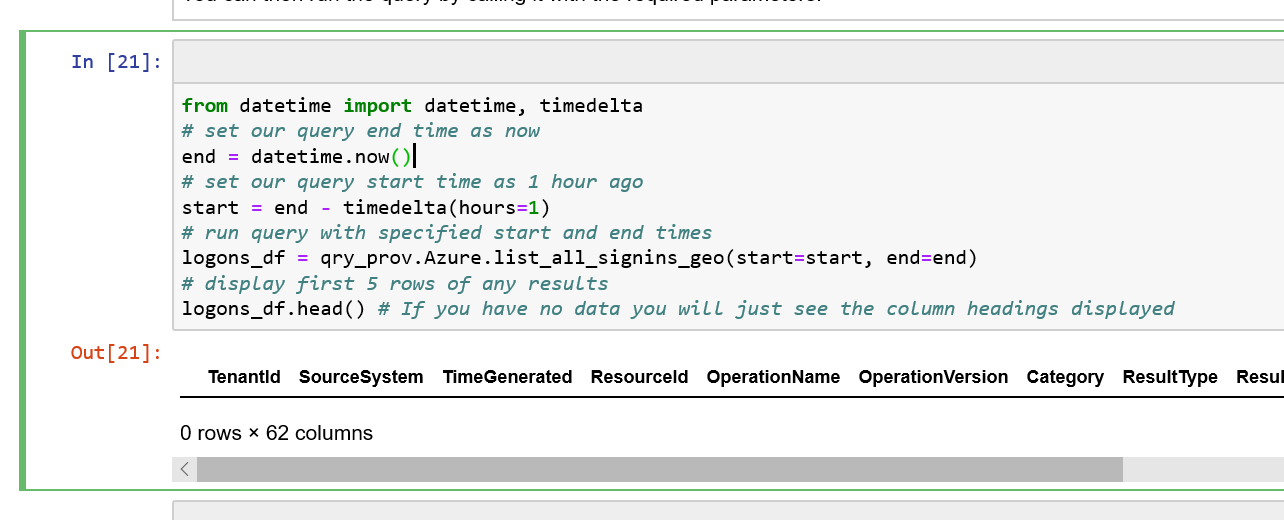 You can then run the query by calling it with the required parameters.
In [21]:
from datetime import datetime, timedelta
# set our query end time as now
end = datetime.now()
# set our query start time as 1 hour ago
start = end - timedelta(hours=1)
# run query with specified start and end times
logons_df = qry_prov.Azure.list_all_signins_geo(start=start, end=end)
# display first 5 rows of any results
logons_df.head() # If you have no data you will just see the column headings displayed
Out[21]:
TenantId SourceSystem TimeGenerated ResourceId OperationName OperationVersion Category ResultType Resul
0 rows × 62 columns